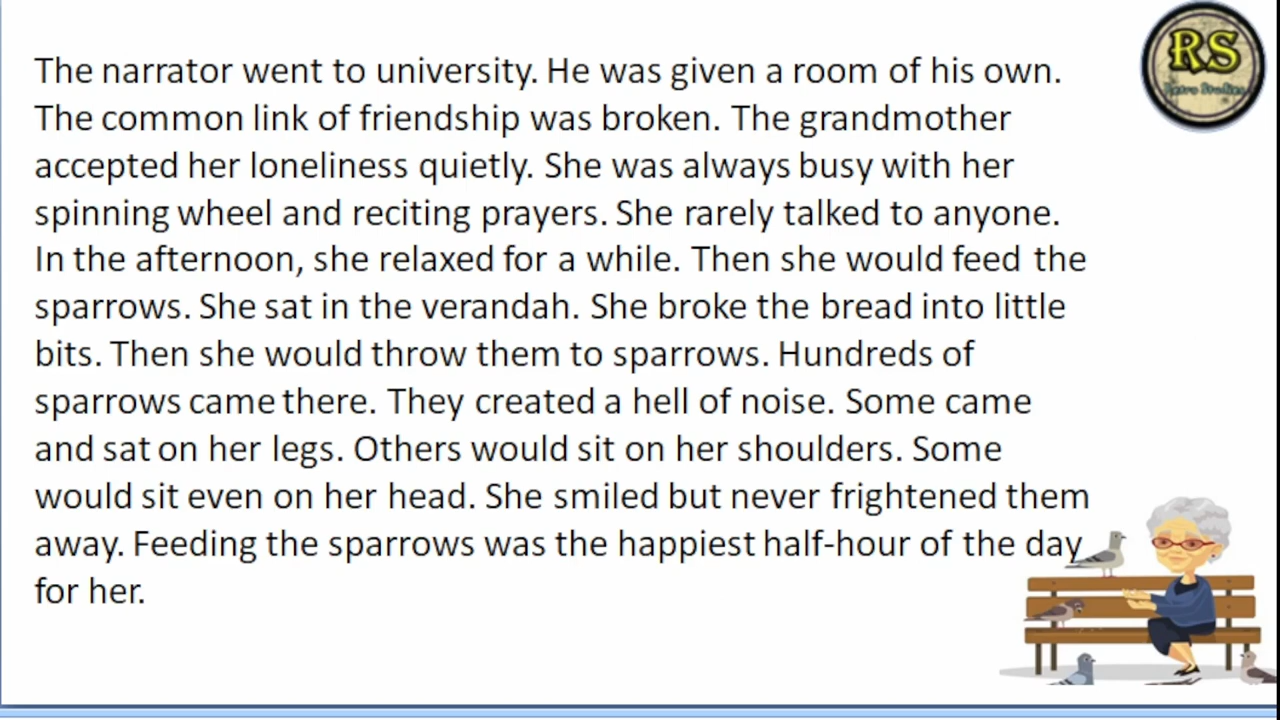 RS
Retro Studies
The narrator went to university. He was given a room of his own.
The common link of friendship was broken. The grandmother
accepted her loneliness quietly. She was always busy with her
spinning wheel and reciting prayers. She rarely talked to anyone.
In the afternoon, she relaxed for a while. Then she would feed the
sparrows. She sat in the verandah. She broke the bread into little
bits. Then she would throw them to sparrows. Hundreds of
sparrows came there. They created a hell of noise. Some came
and sat on her legs. Others would sit on her shoulders. Some
would sit even on her head. She smiled but never frightened them
away. Feeding the sparrows was the happiest half-hour of the day
for her.